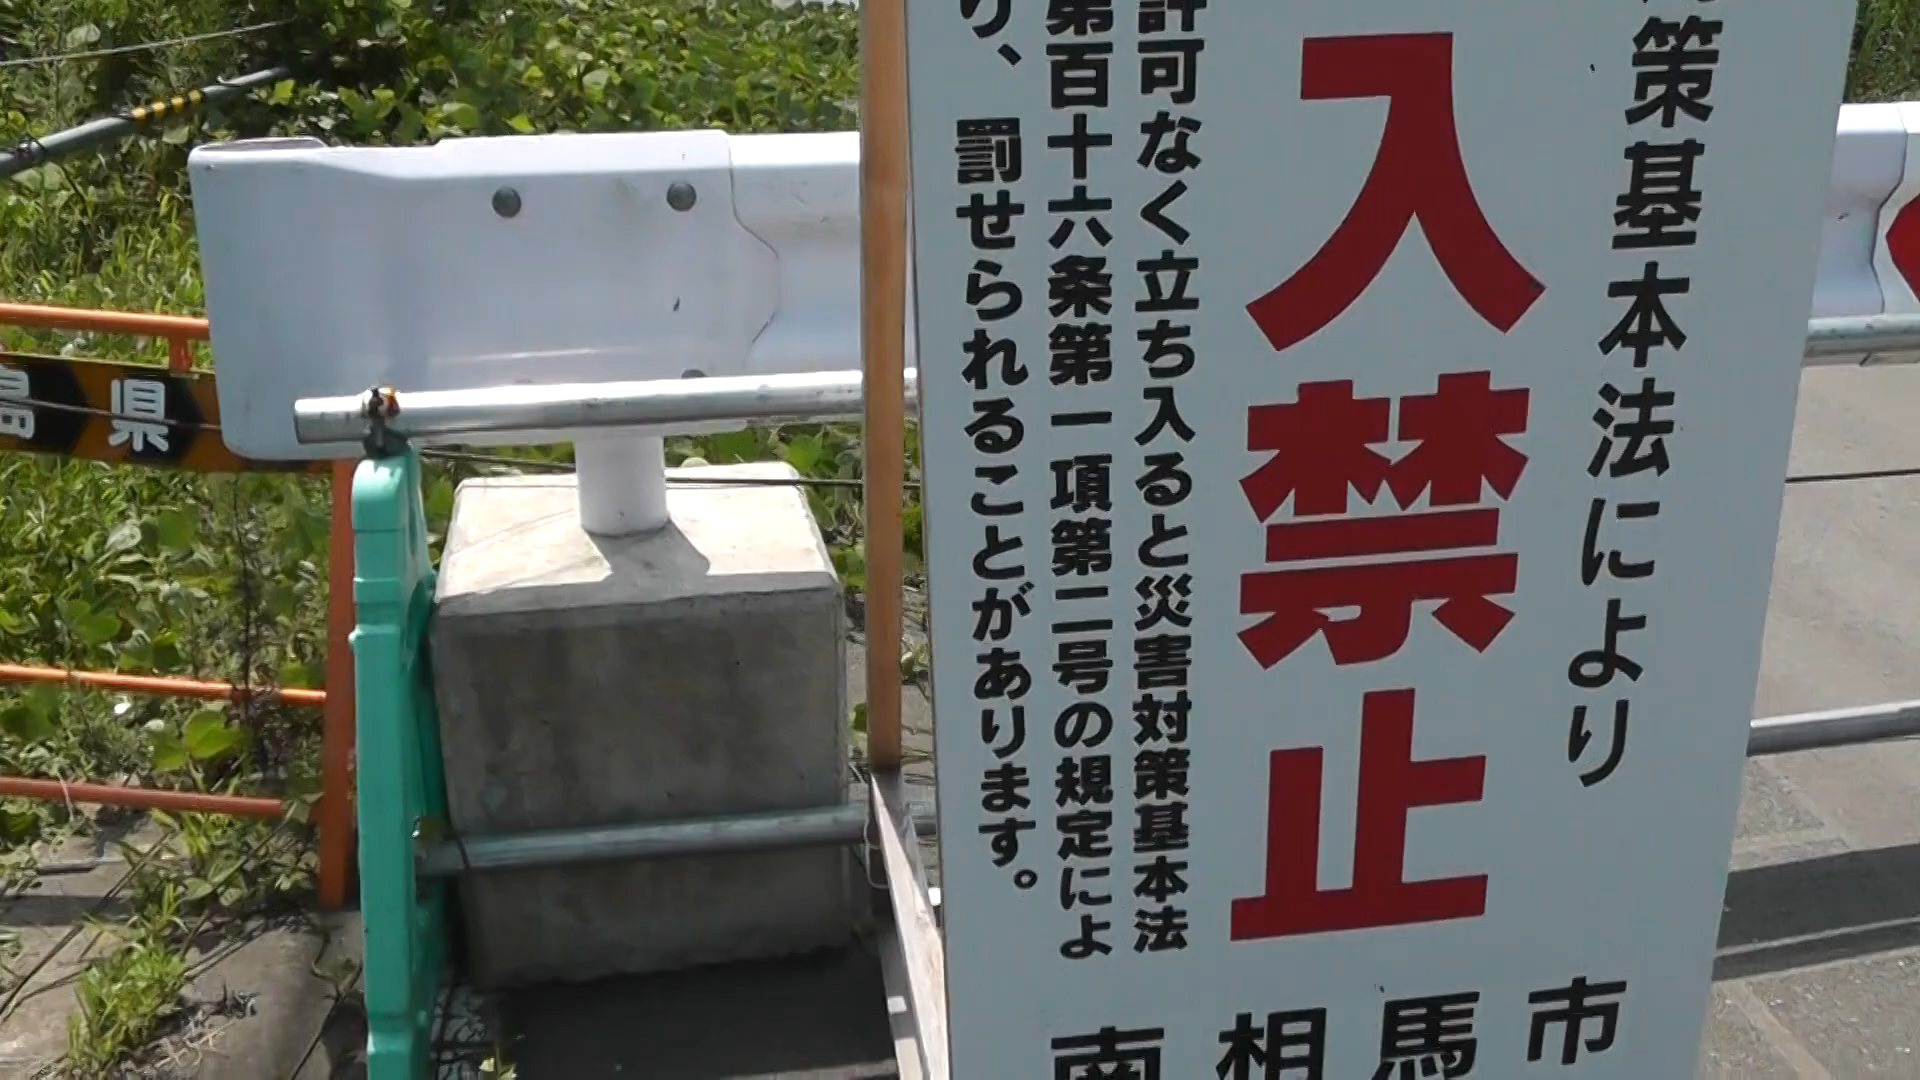 策基本法により
入禁止
許可なく立ち入ると災害対策基本法
第百十六条第一項第二号の規定によ
り、罰せられることがあります。
南相馬市
島県